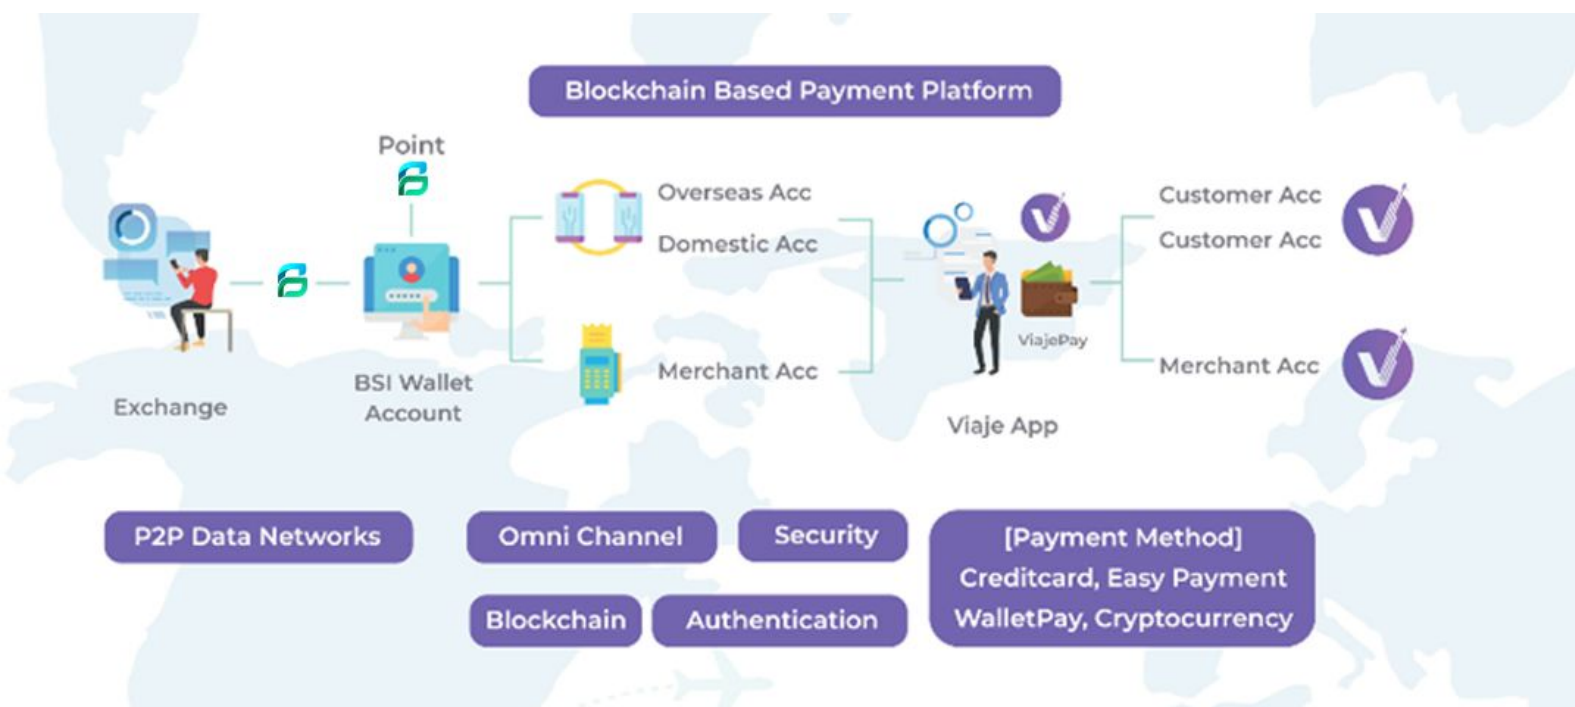 Blockchain Based Payment Platform
Point
Overseas Acc
Domestic Acc
Merchant Acc
Exchange
BSI Wallet
Account
ViajePay
Viaje App
Customer Acc
Customer Acc
Merchant Acc
P2P Data Networks
Omni Channel
Security
Blockchain
Authentication
[Payment Method]
Creditcard, Easy Payment
WalletPay, Cryptocurrency